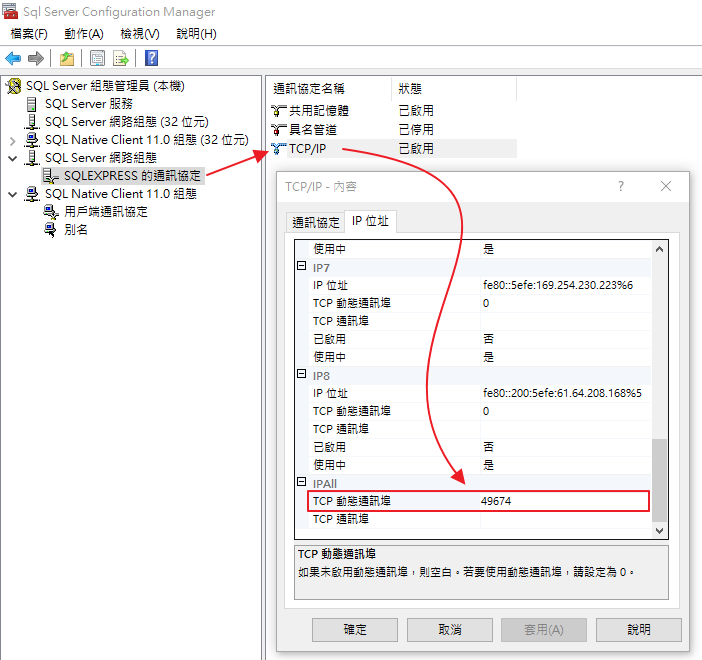 Sql Server Configuration Manager
檔案(F) 動作(A) 檢視(V) 說明(H)
SQL Server 組態管理員 (本機)
SQL Server 服務
SQL Server 網路組態 (32 位元)
SQL Native Client 11.0 組態 (32 位元)
SQL Server 網路組態
SQLEXPRESS 的通訊協定
SQL Native Client 11.0 組態
用戶端通訊協定
別名
通訊協定名稱 狀態
共用記憶體 已啟用
具名管道 已停用
TCP/IP 已啟用
TCP/IP - 內容
通訊協定 IP 位址
使用中 是
IP7
IP 位址 fe80::5efe:169.254.230.223%6
TCP 動態通訊埠 0
TCP 通訊埠
已啟用 否
使用中 是
IP8
IP 位址 fe80::200:5efe:61.64.208.168%5
TCP 動態通訊埠 0
TCP 通訊埠
已啟用 否
使用中 是
IPAll
TCP 動態通訊埠 49674
TCP 通訊埠
TCP 動態通訊埠
如果未啟用動態通訊埠，則空白。若要使用動態通訊埠，請設定為 0。
確定 取消 套用(A) 說明